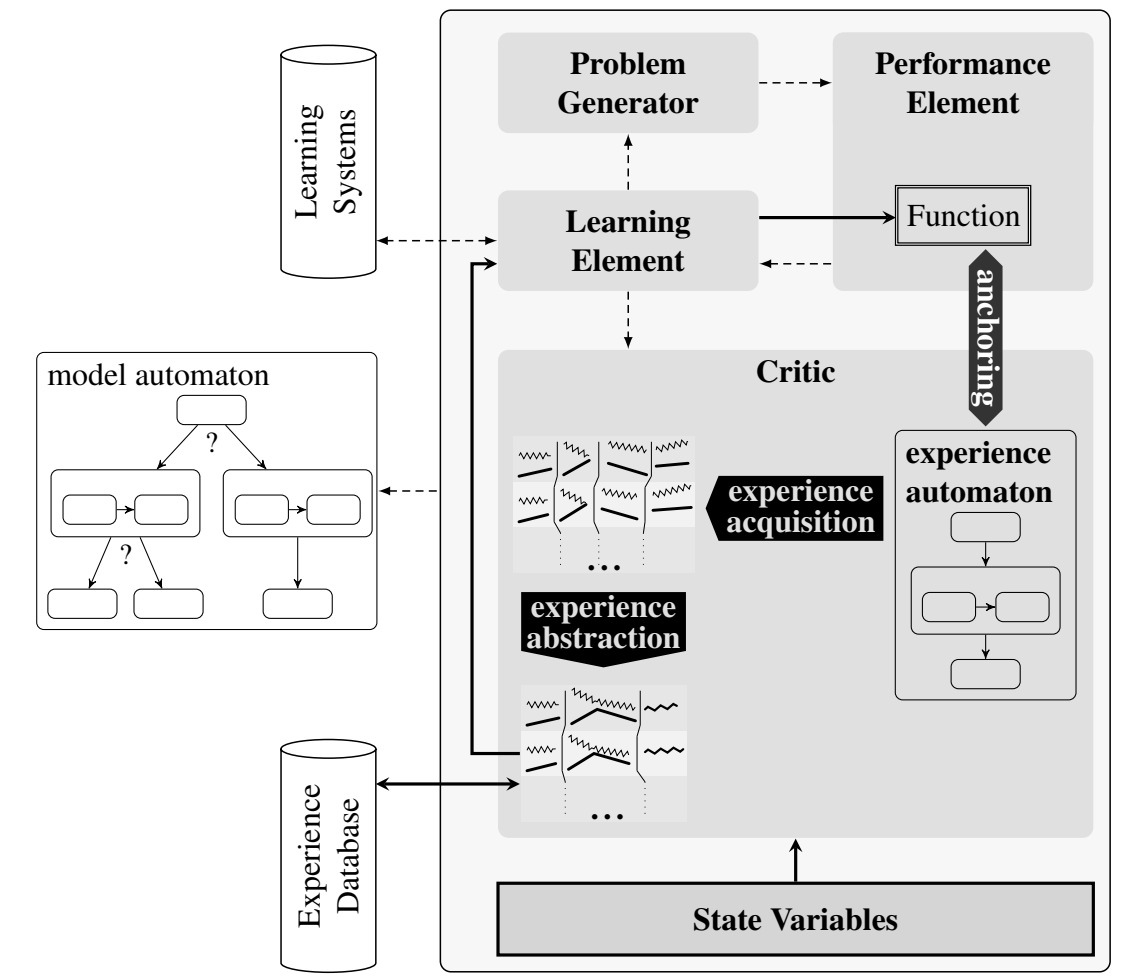 Problem
Generator
Performance
Element
Learning
Systems
Learning
Element
Function
anchoring
model automaton
?
?
Critic
experience
automaton
experience
acquisition
...
experience
abstraction
...
Experience
Database
State Variables